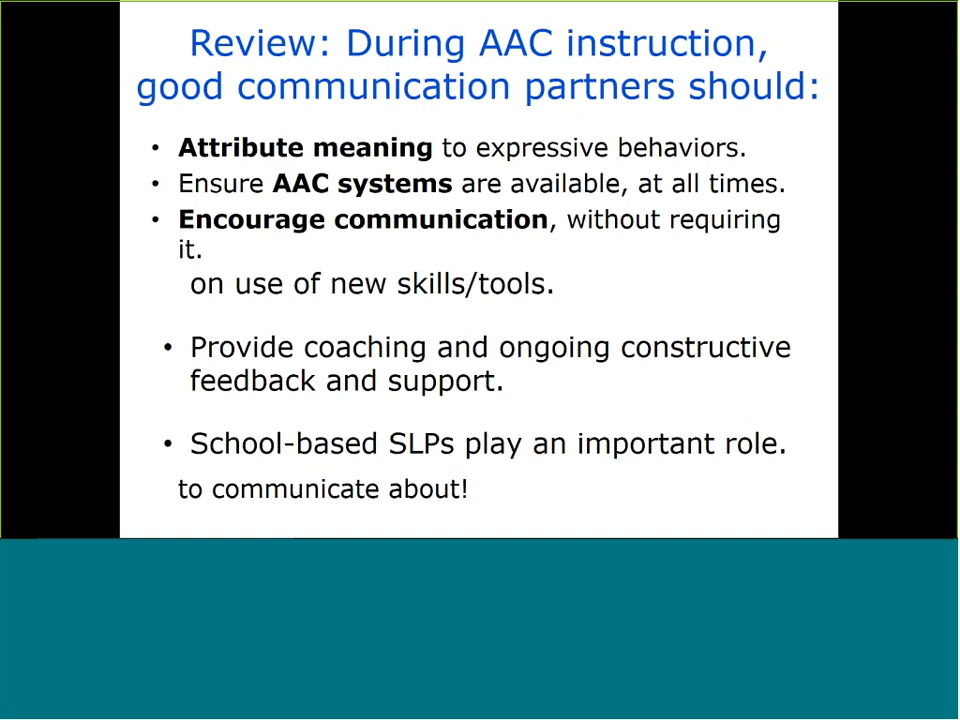 Review: During AAC instruction,
good communication partners should:
• Attribute meaning to expressive behaviors.
• Ensure AAC systems are available, at all times.
• Encourage communication, without requiring
it.
on use of new skills/tools.
• Provide coaching and ongoing constructive
feedback and support.
• School-based SLPs play an important role.
to communicate about!